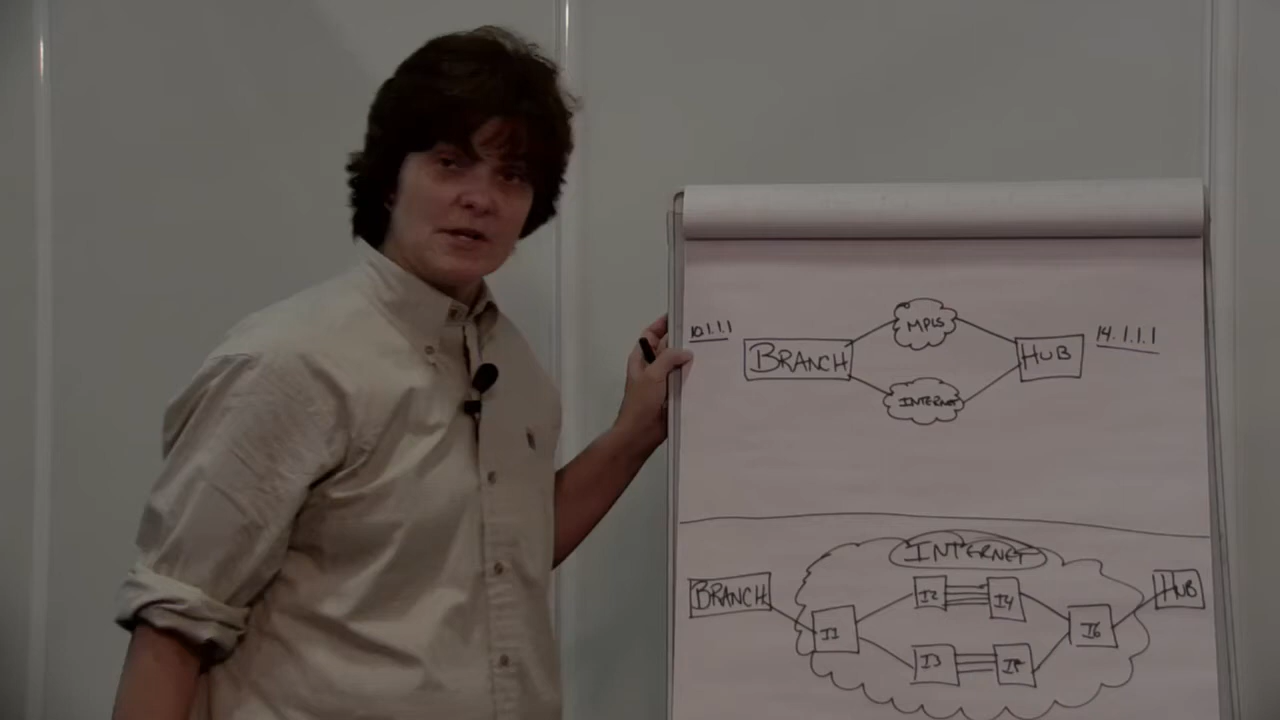 10.1.1.1
BRANCH
MPLS
INTERNET
HUB
14.1.1.1
INTERNET
BRANCH
I1
I2
I4
I3
I5
I6
HUB